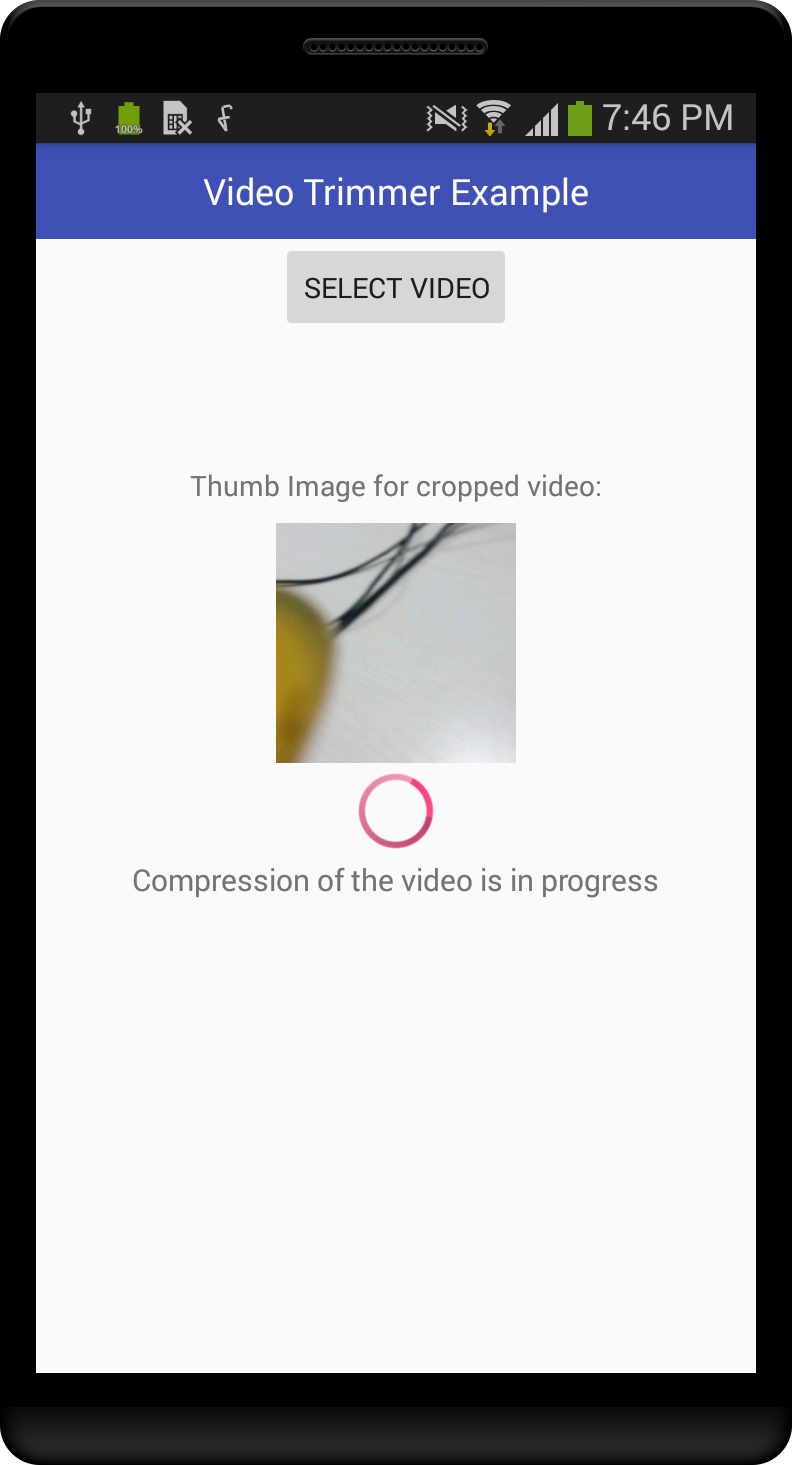 100%
7:46 PM
Video Trimmer Example
SELECT VIDEO
Thumb Image for cropped video:
Compression of the video is in progress